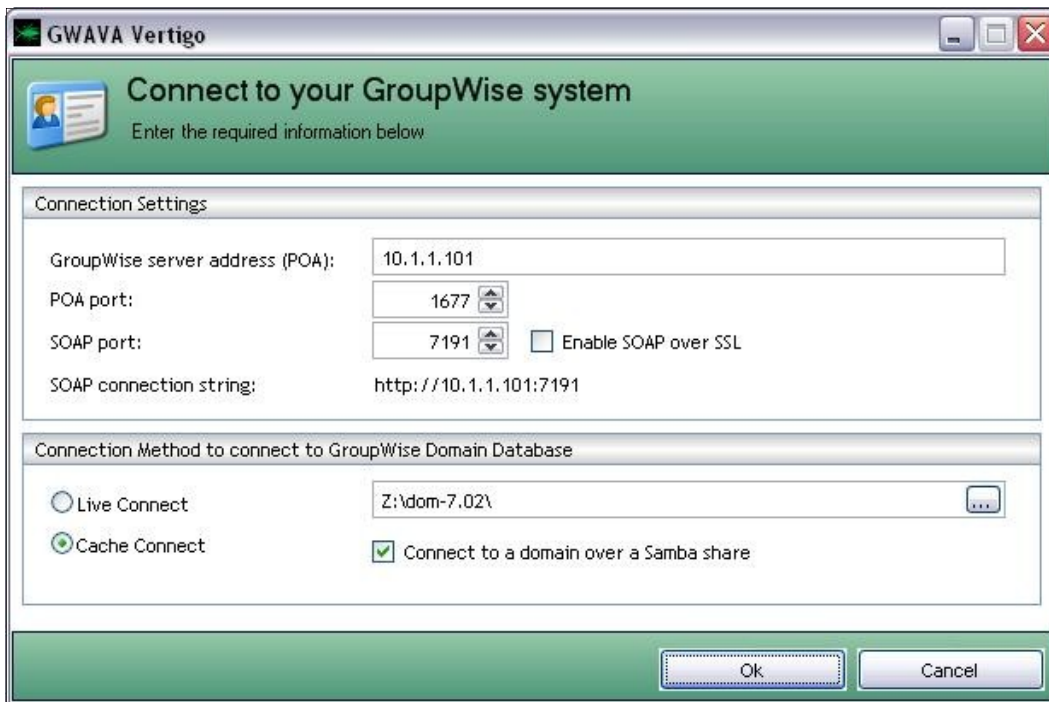 GWAVA Vertigo
Connect to your GroupWise system
Enter the required information below
Connection Settings
GroupWise server address (POA): 10.1.1.101
POA port: 1677
SOAP port: 7191 Enable SOAP over SSL
SOAP connection string: http://10.1.1.101:7191
Connection Method to connect to GroupWise Domain Database
Live Connect Z:\dom-7.02\ ...
Cache Connect Connect to a domain over a Samba share
Ok Cancel